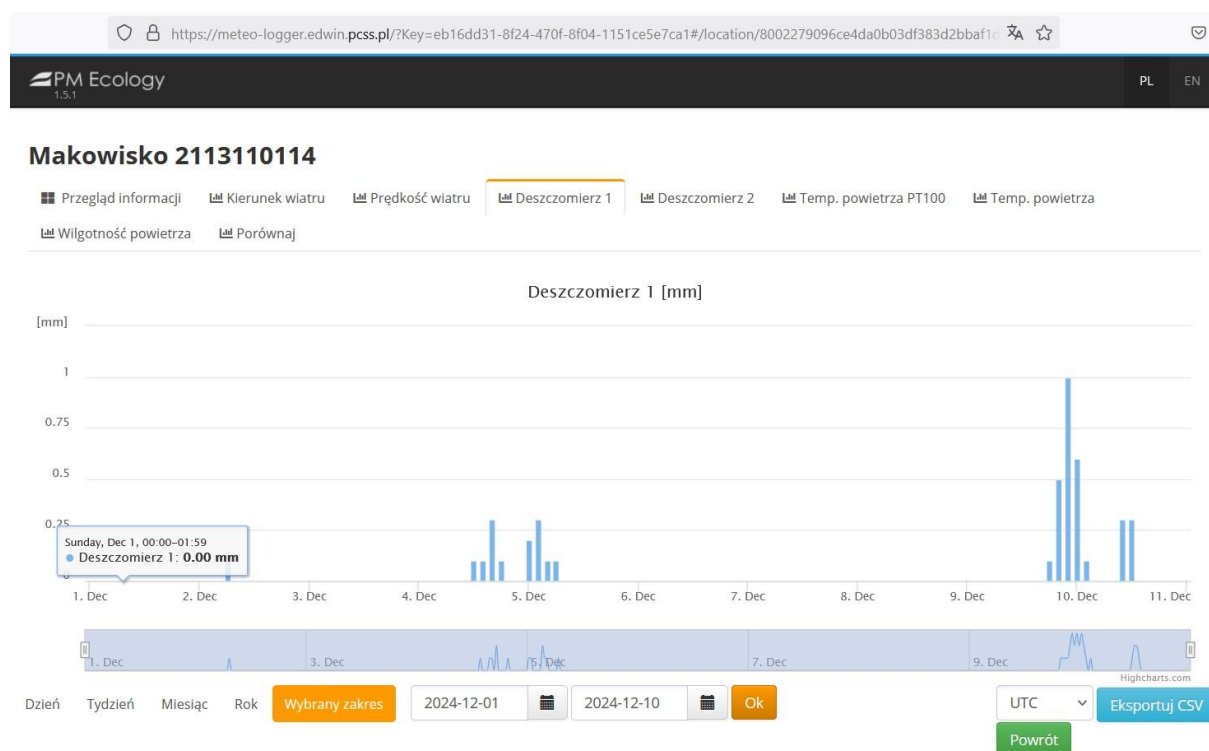 https://meteo-logger.edwin.pcss.pl/?Key=eb16dd31-8f24-470f-8f04-1151ce5e7ca1#/location/8002279096ce4da0b03df383d2bbaf1
PM Ecology
PL EN
1.5.1
Makowisko 2113110114
Przegląd informacji Kierunek wiatru Prędkość wiatru Deszczomierz 1 Deszczomierz 2 Temp. powietrza PT100 Temp. powietrza
Wilgotność powietrza Porównaj
Deszczomierz 1 [mm]
[mm]
1
0.75
0.5
0.25
Sunday, Dec 1, 00:00–01:59
Deszczomierz 1: 0.00 mm
0
1. Dec 2. Dec 3. Dec 4. Dec 5. Dec 6. Dec 7. Dec 8. Dec 9. Dec 10. Dec 11. Dec
1. Dec 3. Dec 5. Dec 7. Dec 9. Dec
Highcharts.com
Dzień Tydzień Miesiąc Rok Wybrany zakres 2024-12-01 2024-12-10 Ok UTC Eksportuj CSV
Powrót